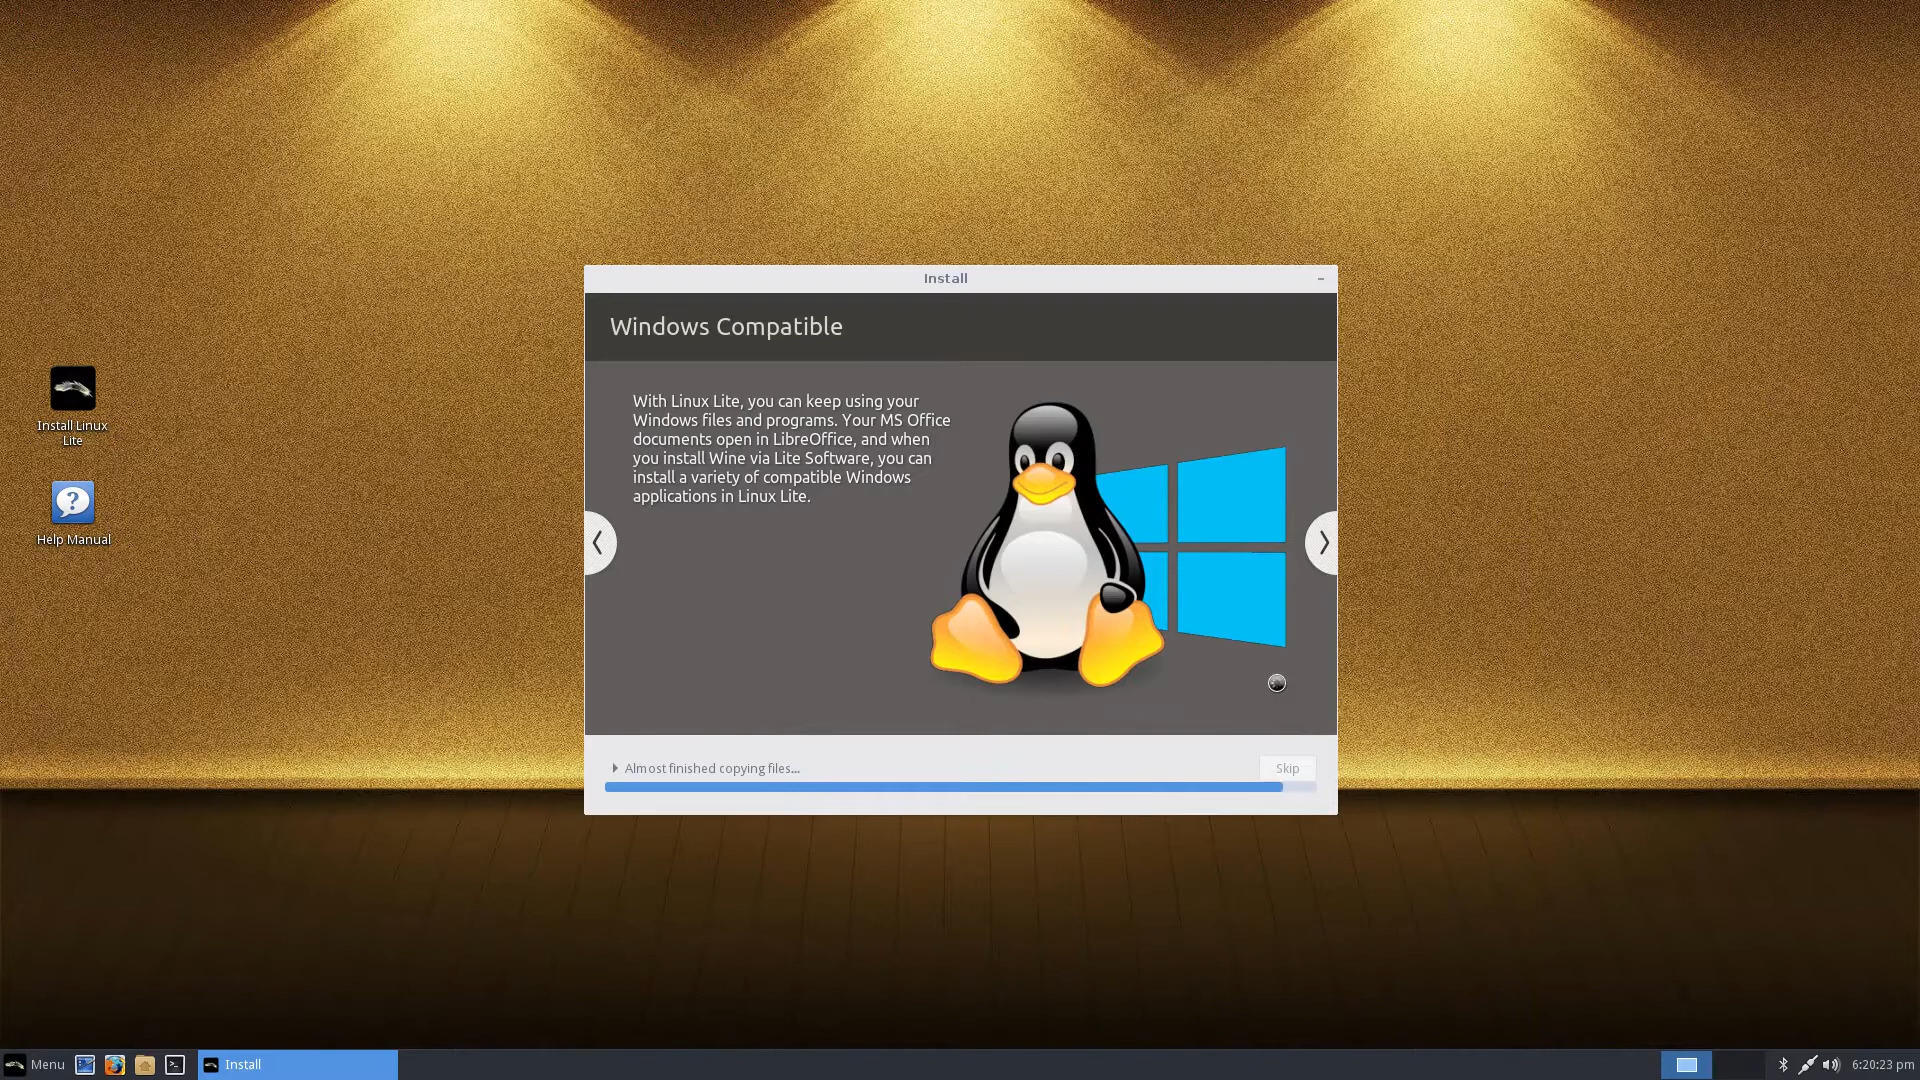 Install
Windows Compatible
With Linux Lite, you can keep using your
Windows files and programs. Your MS Office
documents open in LibreOffice, and when
you install Wine via Lite Software, you can
install a variety of compatible Windows
applications in Linux Lite.
Install Linux
Lite
Help Manual
Almost finished copying files...
Skip
Menu
Install
6:20:23 pm